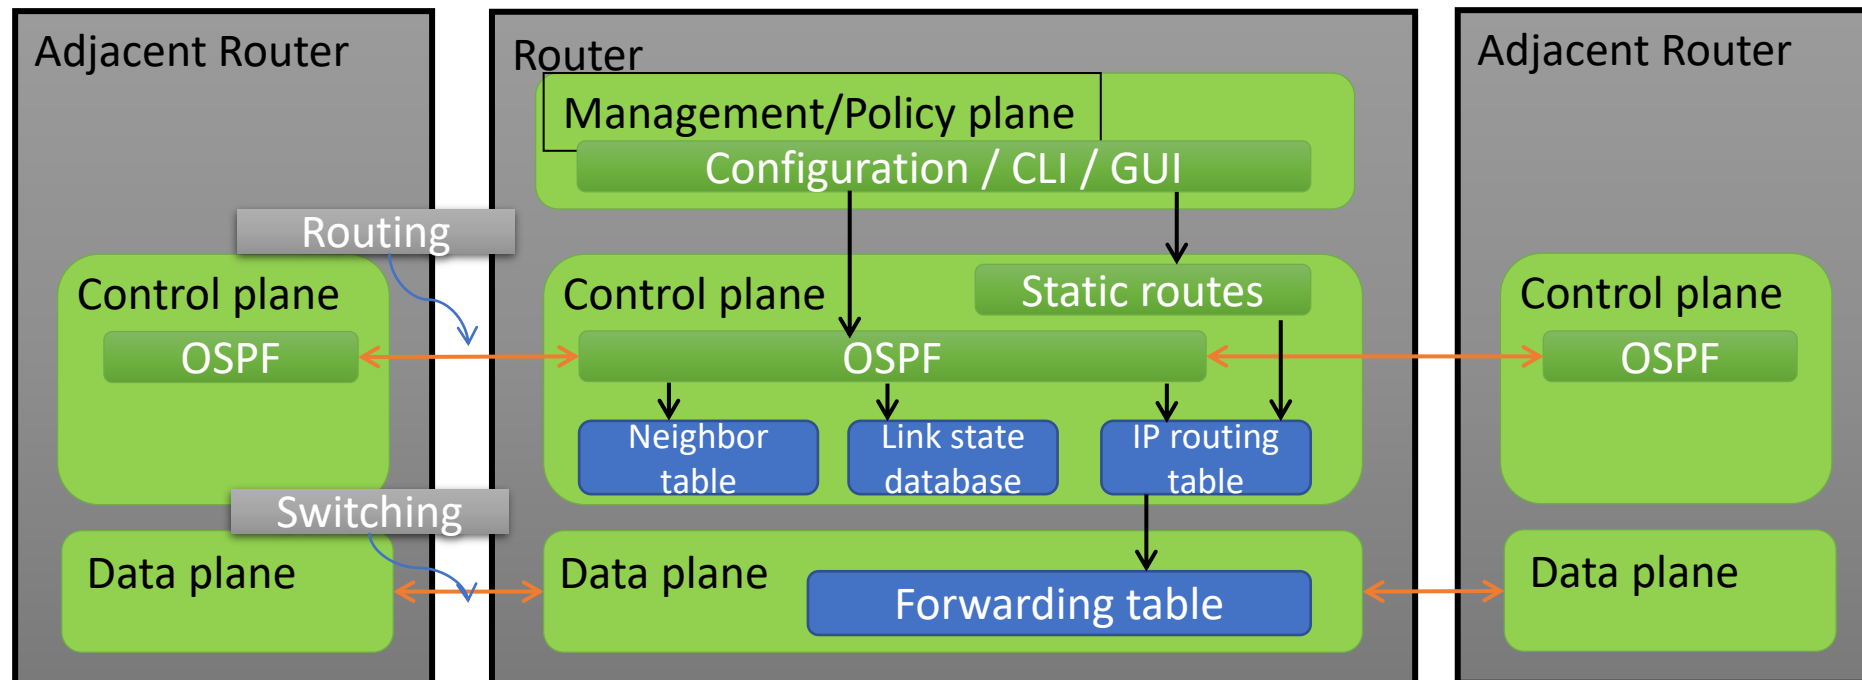 Adjacent Router
Router
Adjacent Router
Management/Policy plane
Configuration / CLI / GUI
Routing
Control plane
OSPF
Control plane
Static routes
OSPF
Neighbor
table
Link state
database
IP routing
table
Control plane
OSPF
Switching
Data plane
Data plane
Forwarding table
Data plane